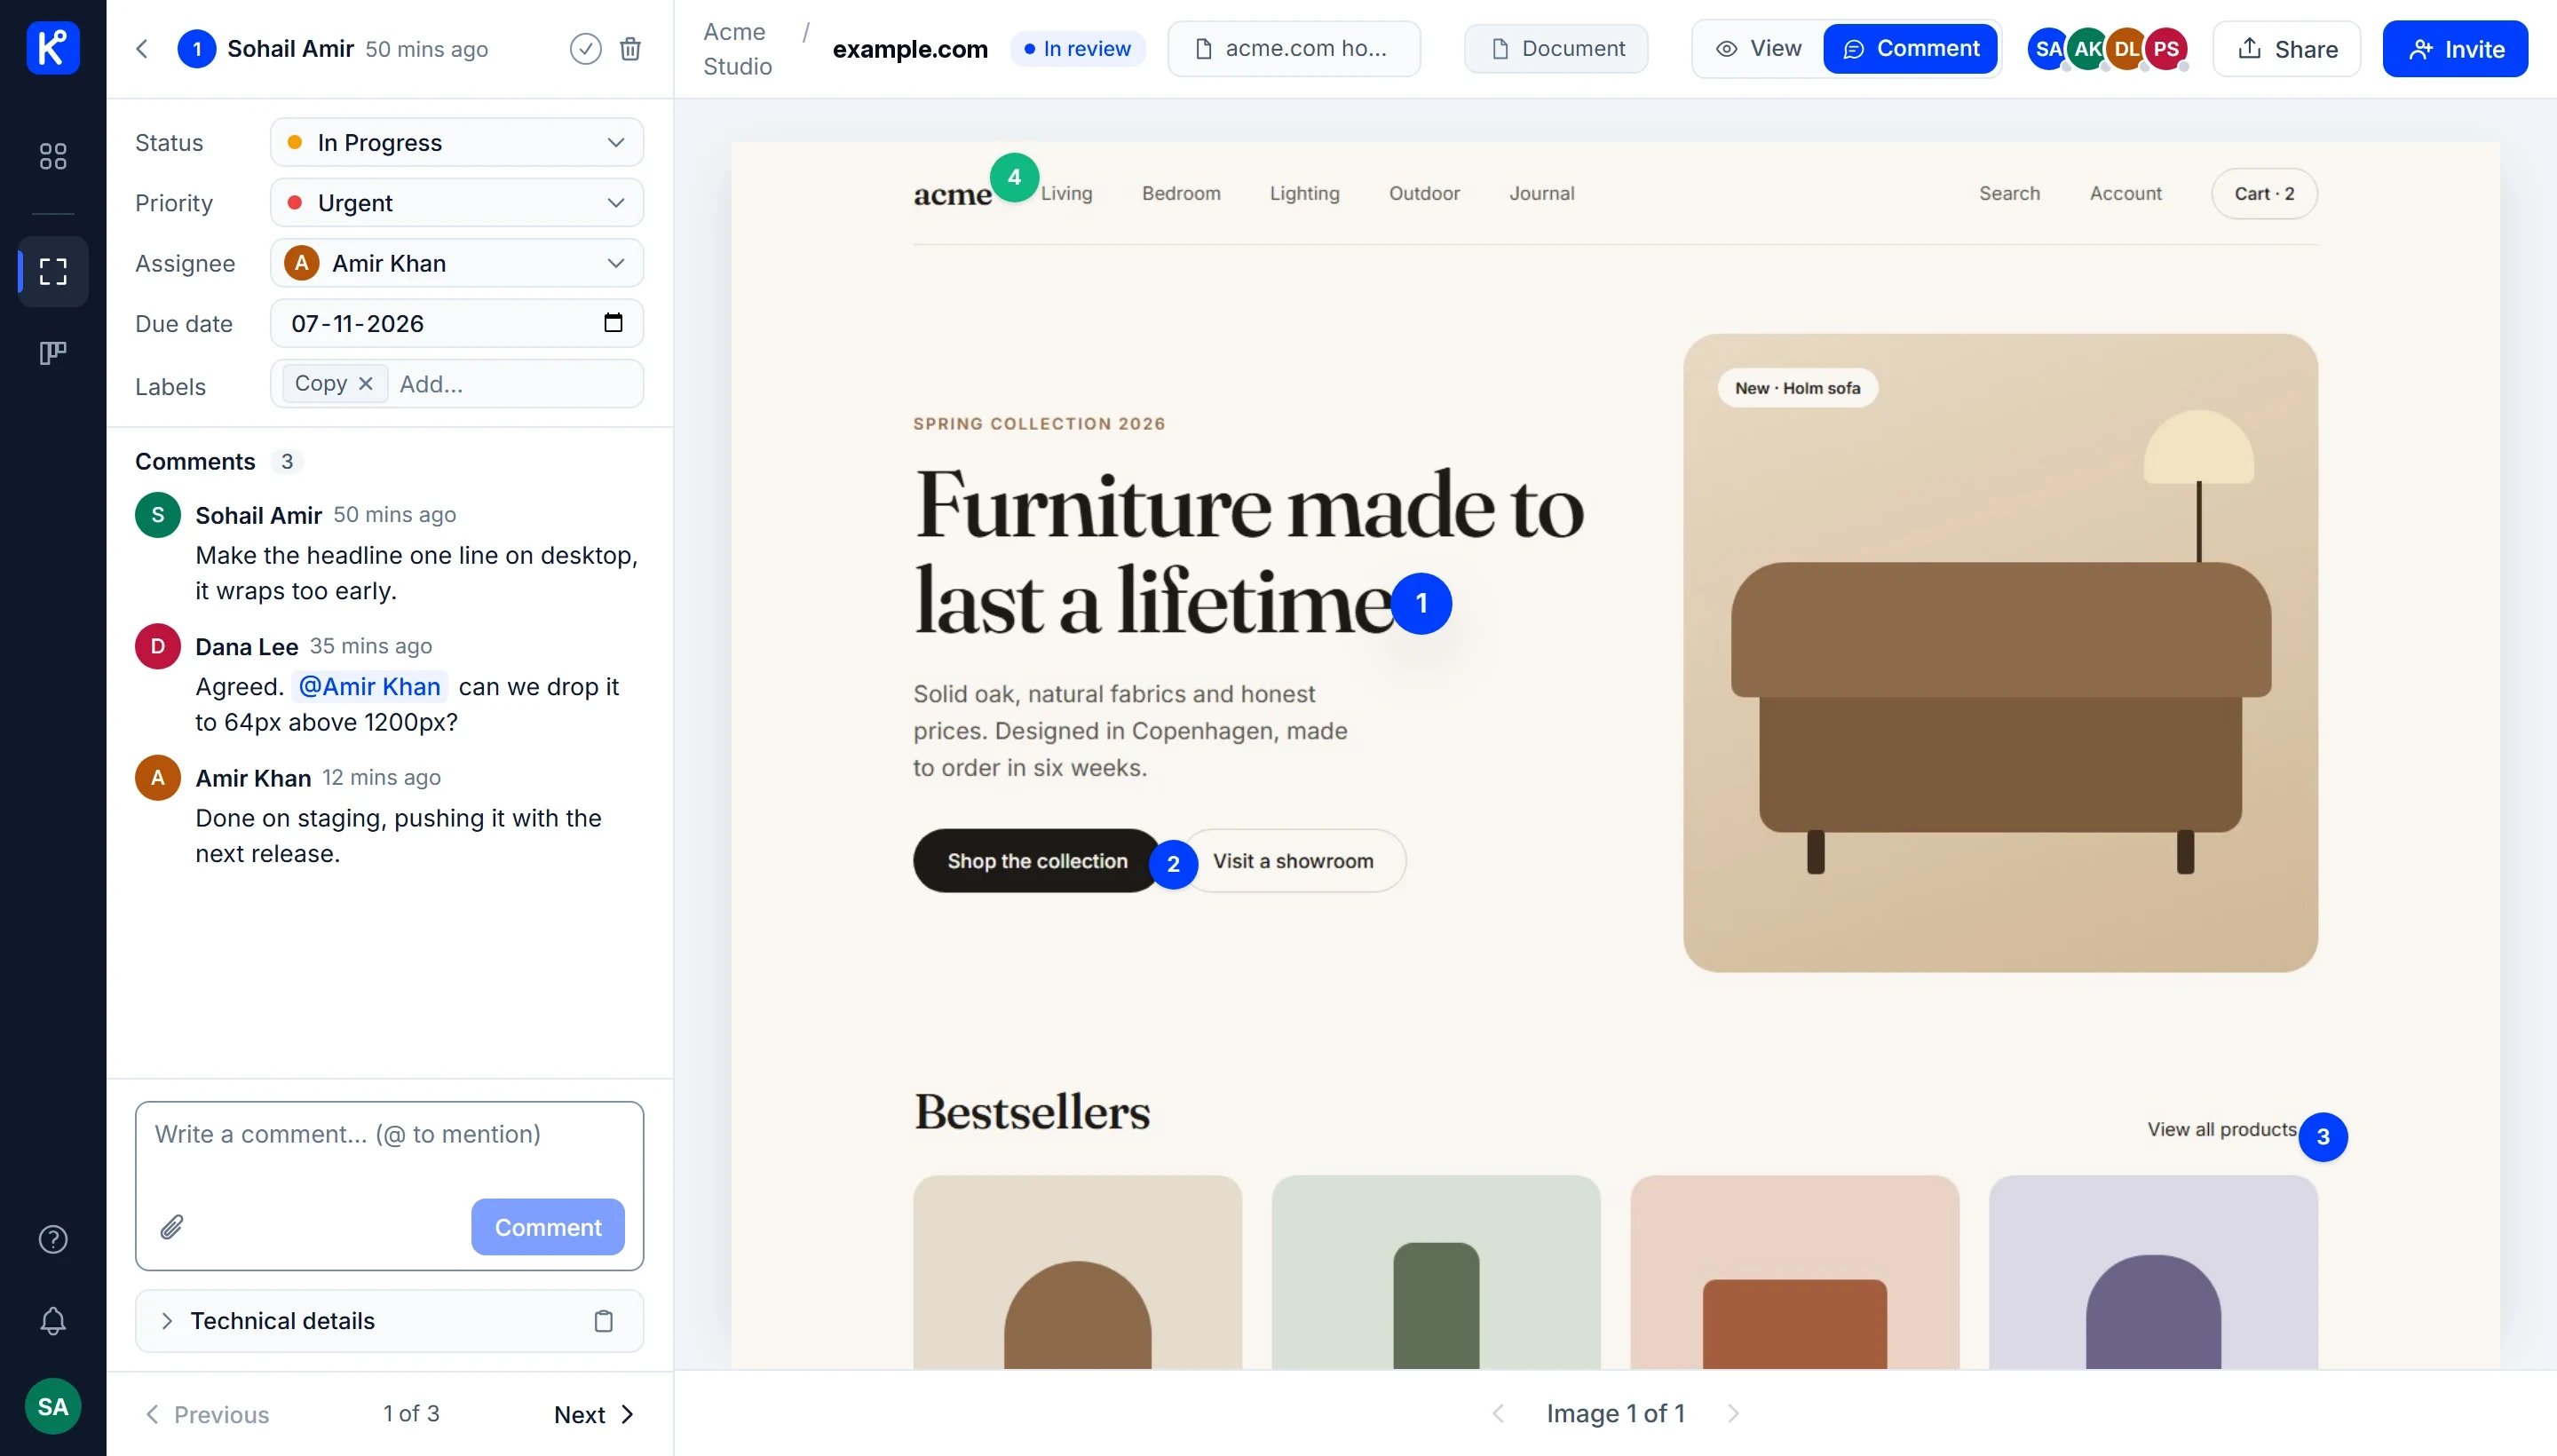 1 Sohail Amir 50 mins ago
Status In Progress
Priority Urgent
Assignee A Amir Khan
Due date 07-11-2026
Labels Copy Add...
Comments 3
S Sohail Amir 50 mins ago
Make the headline one line on desktop,
it wraps too early.
D Dana Lee 35 mins ago
Agreed. @Amir Khan can we drop it
to 64px above 1200px?
A Amir Khan 12 mins ago
Done on staging, pushing it with the
next release.
Write a comment... (@ to mention)
Comment
Technical details
SA
Previous 1 of 3 Next
Acme / Studio
example.com In review acme.com ho... Document View Comment SA AK DL PS Share Invite
acme 4 Living Bedroom Lighting Outdoor Journal Search Account Cart · 2
New · Holm sofa
SPRING COLLECTION 2026
Furniture made to
last a lifetime 1
Solid oak, natural fabrics and honest
prices. Designed in Copenhagen, made
to order in six weeks.
Shop the collection 2 Visit a showroom
Bestsellers
View all products 3
Image 1 of 1